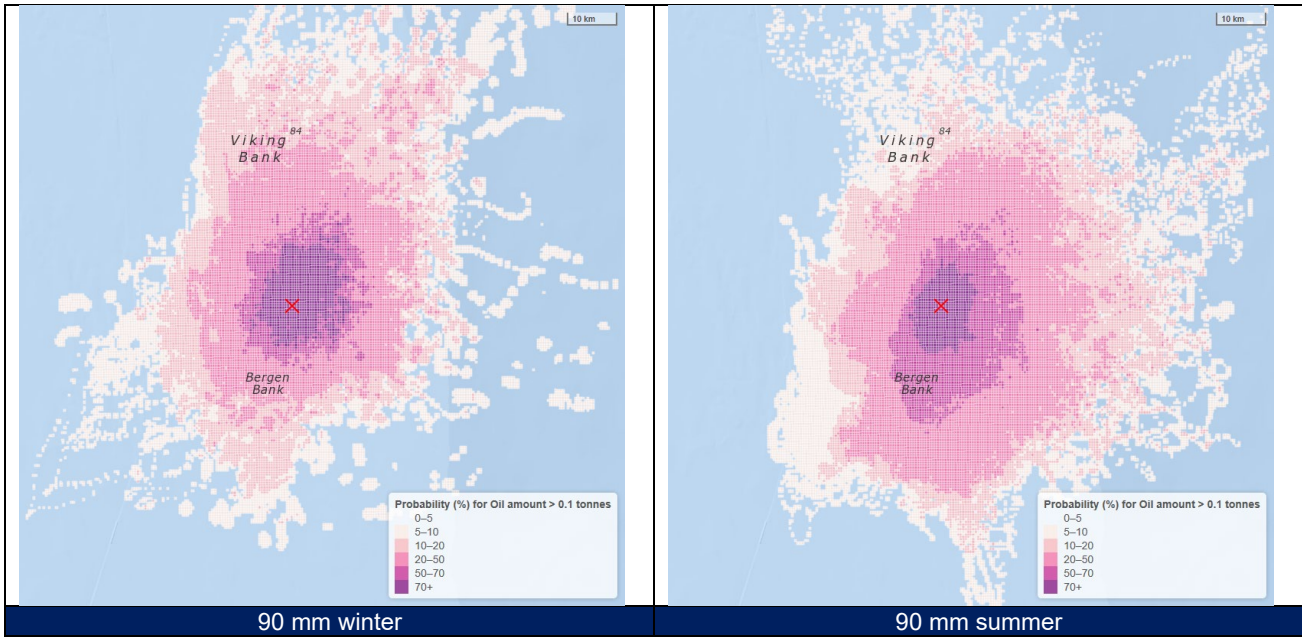 10 km
Viking 84
Bank
Bergen
Bank
Probability (%) for Oil amount > 0.1 tonnes
0–5
5–10
10–20
20–50
50–70
70+
90 mm winter
10 km
Viking 84
Bank
Bergen
Bank
Probability (%) for Oil amount > 0.1 tonnes
0–5
5–10
10–20
20–50
50–70
70+
90 mm summer